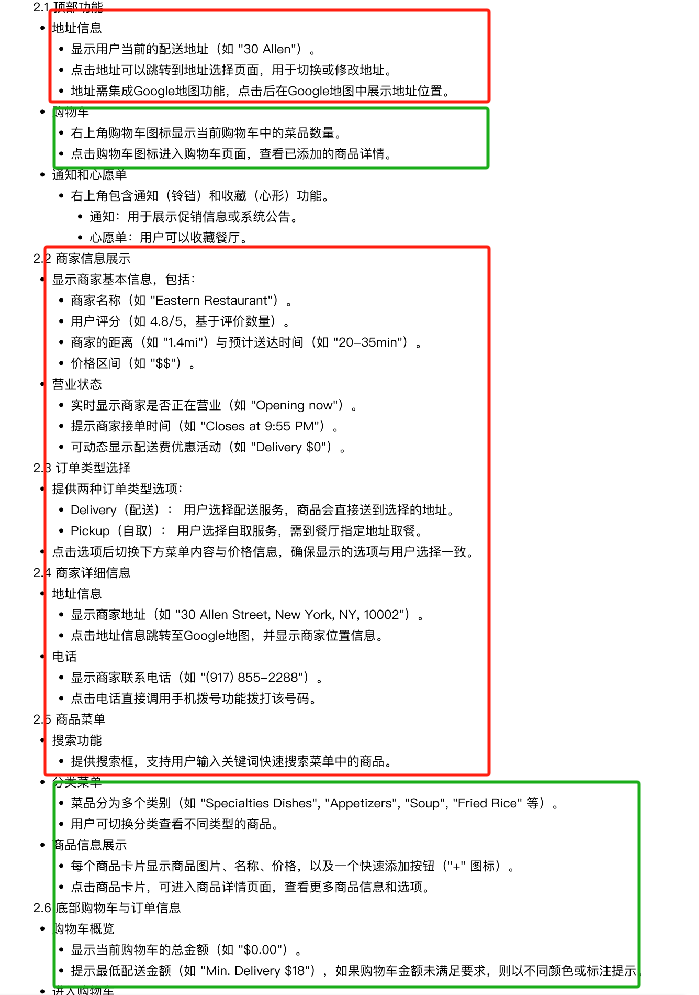 2.1 顶部功能
• 地址信息
• 显示用户当前的配送地址（如 "30 Allen"）。
• 点击地址可以跳转到地址选择页面，用于切换或修改地址。
• 地址需集成Google地图功能，点击后在Google地图中展示地址位置。
• 购物车
• 右上角购物车图标显示当前购物车中的菜品数量。
• 点击购物车图标进入购物车页面，查看已添加的商品详情。
• 通知和心愿单
• 右上角包含通知（铃铛）和收藏（心形）功能。
• 通知：用于展示促销信息或系统公告。
• 心愿单：用户可以收藏餐厅。
2.2 商家信息展示
• 显示商家基本信息，包括：
• 商家名称（如 "Eastern Restaurant"）。
• 用户评分（如 4.8/5，基于评价数量）。
• 商家的距离（如 "1.4mi"）与预计送达时间（如 "20-35min"）。
• 价格区间（如 "$$"）。
• 营业状态
• 实时显示商家是否正在营业（如 "Opening now"）。
• 提示商家接单时间（如 "Closes at 9:55 PM"）。
• 可动态显示配送费优惠活动（如 "Delivery $0"）。
2.3 订单类型选择
• 提供两种订单类型选项：
• Delivery（配送）： 用户选择配送服务，商品会直接送到选择的地址。
• Pickup（自取）： 用户选择自取服务，需到餐厅指定地址取餐。
• 点击选项后切换下方菜单内容与价格信息，确保显示的选项与用户选择一致。
2.4 商家详细信息
• 地址信息
• 显示商家地址（如 "30 Allen Street, New York, NY, 10002"）。
• 点击地址信息跳转至Google地图，并显示商家位置信息。
• 电话
• 显示商家联系电话（如 "(917) 855-2288"）。
• 点击电话直接调用手机拨号功能拨打该号码。
2.5 商品菜单
• 搜索功能
• 提供搜索框，支持用户输入关键词快速搜索菜单中的商品。
• 分类菜单
• 菜品分为多个类别（如 "Specialties Dishes", "Appetizers", "Soup", "Fried Rice" 等）。
• 用户可切换分类查看不同类型的商品。
• 商品信息展示
• 每个商品卡片显示商品图片、名称、价格，以及一个快速添加按钮（"+" 图标）。
• 点击商品卡片，可进入商品详情页面，查看更多商品信息和选项。
2.6 底部购物车与订单信息
• 购物车概览
• 显示当前购物车的总金额（如 "$0.00"）。
• 提示最低配送金额（如 "Min. Delivery $18"），如果购物车金额未满足要求，则以不同颜色或标注提示。
• 进入购物车